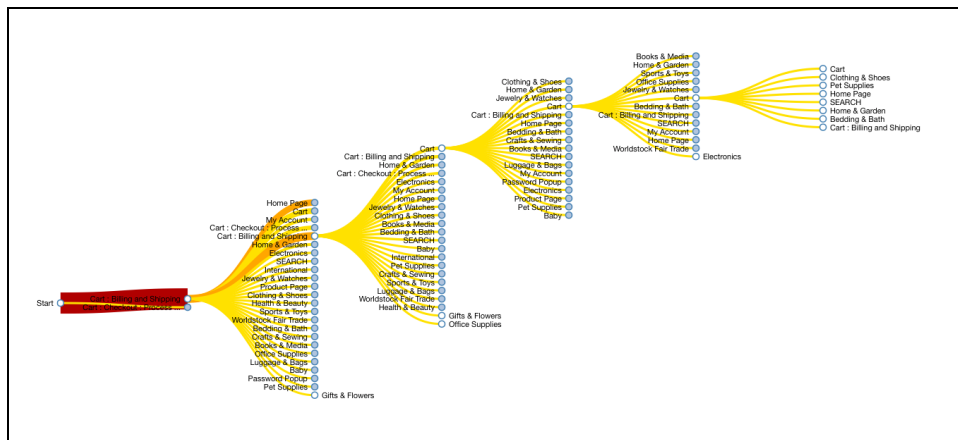 Start
Cart : Billing and Shipping
Cart : Checkout : Process ...
Home Page
Cart
My Account
Cart : Checkout : Process ...
Cart : Billing and Shipping
Home & Garden
Electronics
SEARCH
International
Jewelry & Watches
Product Page
Clothing & Shoes
Health & Beauty
Sports & Toys
Worldstock Fair Trade
Bedding & Bath
Crafts & Sewing
Books & Media
Office Supplies
Luggage & Bags
Baby
Password Popup
Pet Supplies
Gifts & Flowers
Cart
Cart : Billing and Shipping
Home & Garden
Cart : Checkout : Process ...
Electronics
My Account
Home Page
Jewelry & Watches
Clothing & Shoes
Books & Media
Bedding & Bath
SEARCH
Baby
International
Pet Supplies
Crafts & Sewing
Sports & Toys
Luggage & Bags
Worldstock Fair Trade
Health & Beauty
Gifts & Flowers
Office Supplies
Clothing & Shoes
Home & Garden
Jewelry & Watches
Cart
Cart : Billing and Shipping
Home Page
Bedding & Bath
Crafts & Sewing
Books & Media
SEARCH
Luggage & Bags
My Account
Password Popup
Electronics
Product Page
Pet Supplies
Baby
Books & Media
Home & Garden
Sports & Toys
Office Supplies
Jewelry & Watches
Cart
Bedding & Bath
Cart : Billing and Shipping
SEARCH
My Account
Home Page
Worldstock Fair Trade
Electronics
Cart
Clothing & Shoes
Pet Supplies
Home Page
SEARCH
Home & Garden
Bedding & Bath
Cart : Billing and Shipping